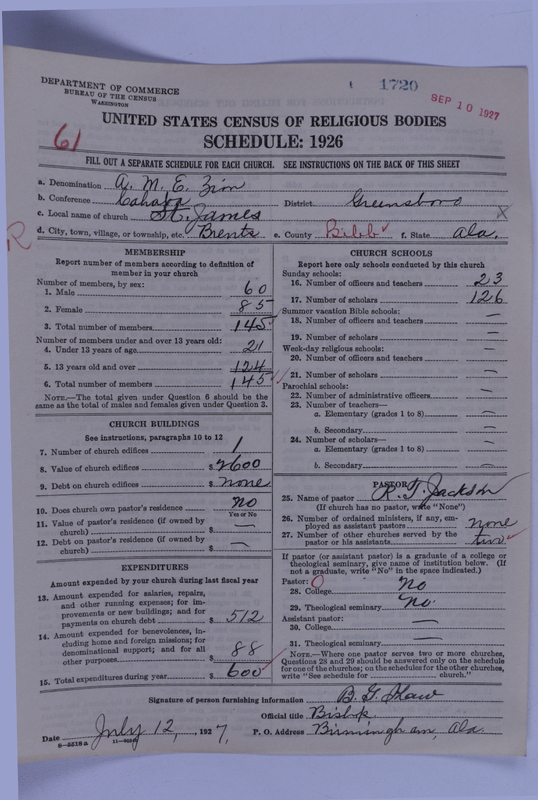 DEPARTMENT OF COMMERCE
BUREAU OF THE CENSUS
WASHINGTON
1720
SEP 10 1927
61
UNITED STATES CENSUS OF RELIGIOUS BODIES
SCHEDULE: 1926
FILL OUT A SEPARATE SCHEDULE FOR EACH CHURCH. SEE INSTRUCTIONS ON THE BACK OF THIS SHEET
a. Denomination A. M. E. Zion
b. Conference Cahaba District Greensboro
c. Local name of church St. James X
d. City, town, village, or township, etc. Brents e. County Bibb f. State Ala.
R
MEMBERSHIP
Report number of members according to definition of
member in your church
Number of members, by sex:
1. Male 60
2. Female 85
3. Total number of members 145
Number of members under and over 13 years old:
4. Under 13 years of age 21
5. 13 years old and over 124
6. Total number of members 145
NOTE.—The total given under Question 6 should be the
same as the total of males and females given under Question 3.
CHURCH BUILDINGS
See instructions, paragraphs 10 to 12
7. Number of church edifices 1
8. Value of church edifices $ 2600
9. Debt on church edifices $ none
10. Does church own pastor's residence no
Yes or No
11. Value of pastor's residence (if owned by
church) $ —
12. Debt on pastor's residence (if owned by
church) $ —
EXPENDITURES
Amount expended by your church during last fiscal year
13. Amount expended for salaries, repairs,
and other running expenses; for im-
provements or new buildings; and for
payments on church debt $ 512
14. Amount expended for benevolences, in-
cluding home and foreign missions; for
denominational support; and for all
other purposes $ 88
15. Total expenditures during year $ 600
CHURCH SCHOOLS
Report here only schools conducted by this church
Sunday schools:
16. Number of officers and teachers 23
17. Number of scholars 126
Summer vacation Bible schools:
18. Number of officers and teachers —
19. Number of scholars —
Week-day religious schools:
20. Number of officers and teachers —
21. Number of scholars —
Parochial schools:
22. Number of administrative officers —
23. Number of teachers—
a. Elementary (grades 1 to 8) —
b. Secondary —
24. Number of scholars—
a. Elementary (grades 1 to 8) —
b. Secondary —
PASTOR
25. Name of pastor R. T. Jackson
(If church has no pastor, write "None")
26. Number of ordained ministers, if any, em-
ployed as assistant pastors none
27. Number of other churches served by the
pastor or his assistants two
If pastor (or assistant pastor) is a graduate of a college or
theological seminary, give name of institution below. (If
not a graduate, write "No" in the space indicated.)
Pastor:
28. College no
29. Theological seminary no.
Assistant pastor:
30. College —
31. Theological seminary —
NOTE.—Where one pastor serves two or more churches,
Questions 28 and 29 should be answered only on the schedule
for one of the churches; on the schedules for the other churches,
write "See schedule for church."
Signature of person furnishing information B. G. Shaw
Official title Bishop.
Date July 12, 1927, P. O. Address Birmingham, Ala.
8-5518a